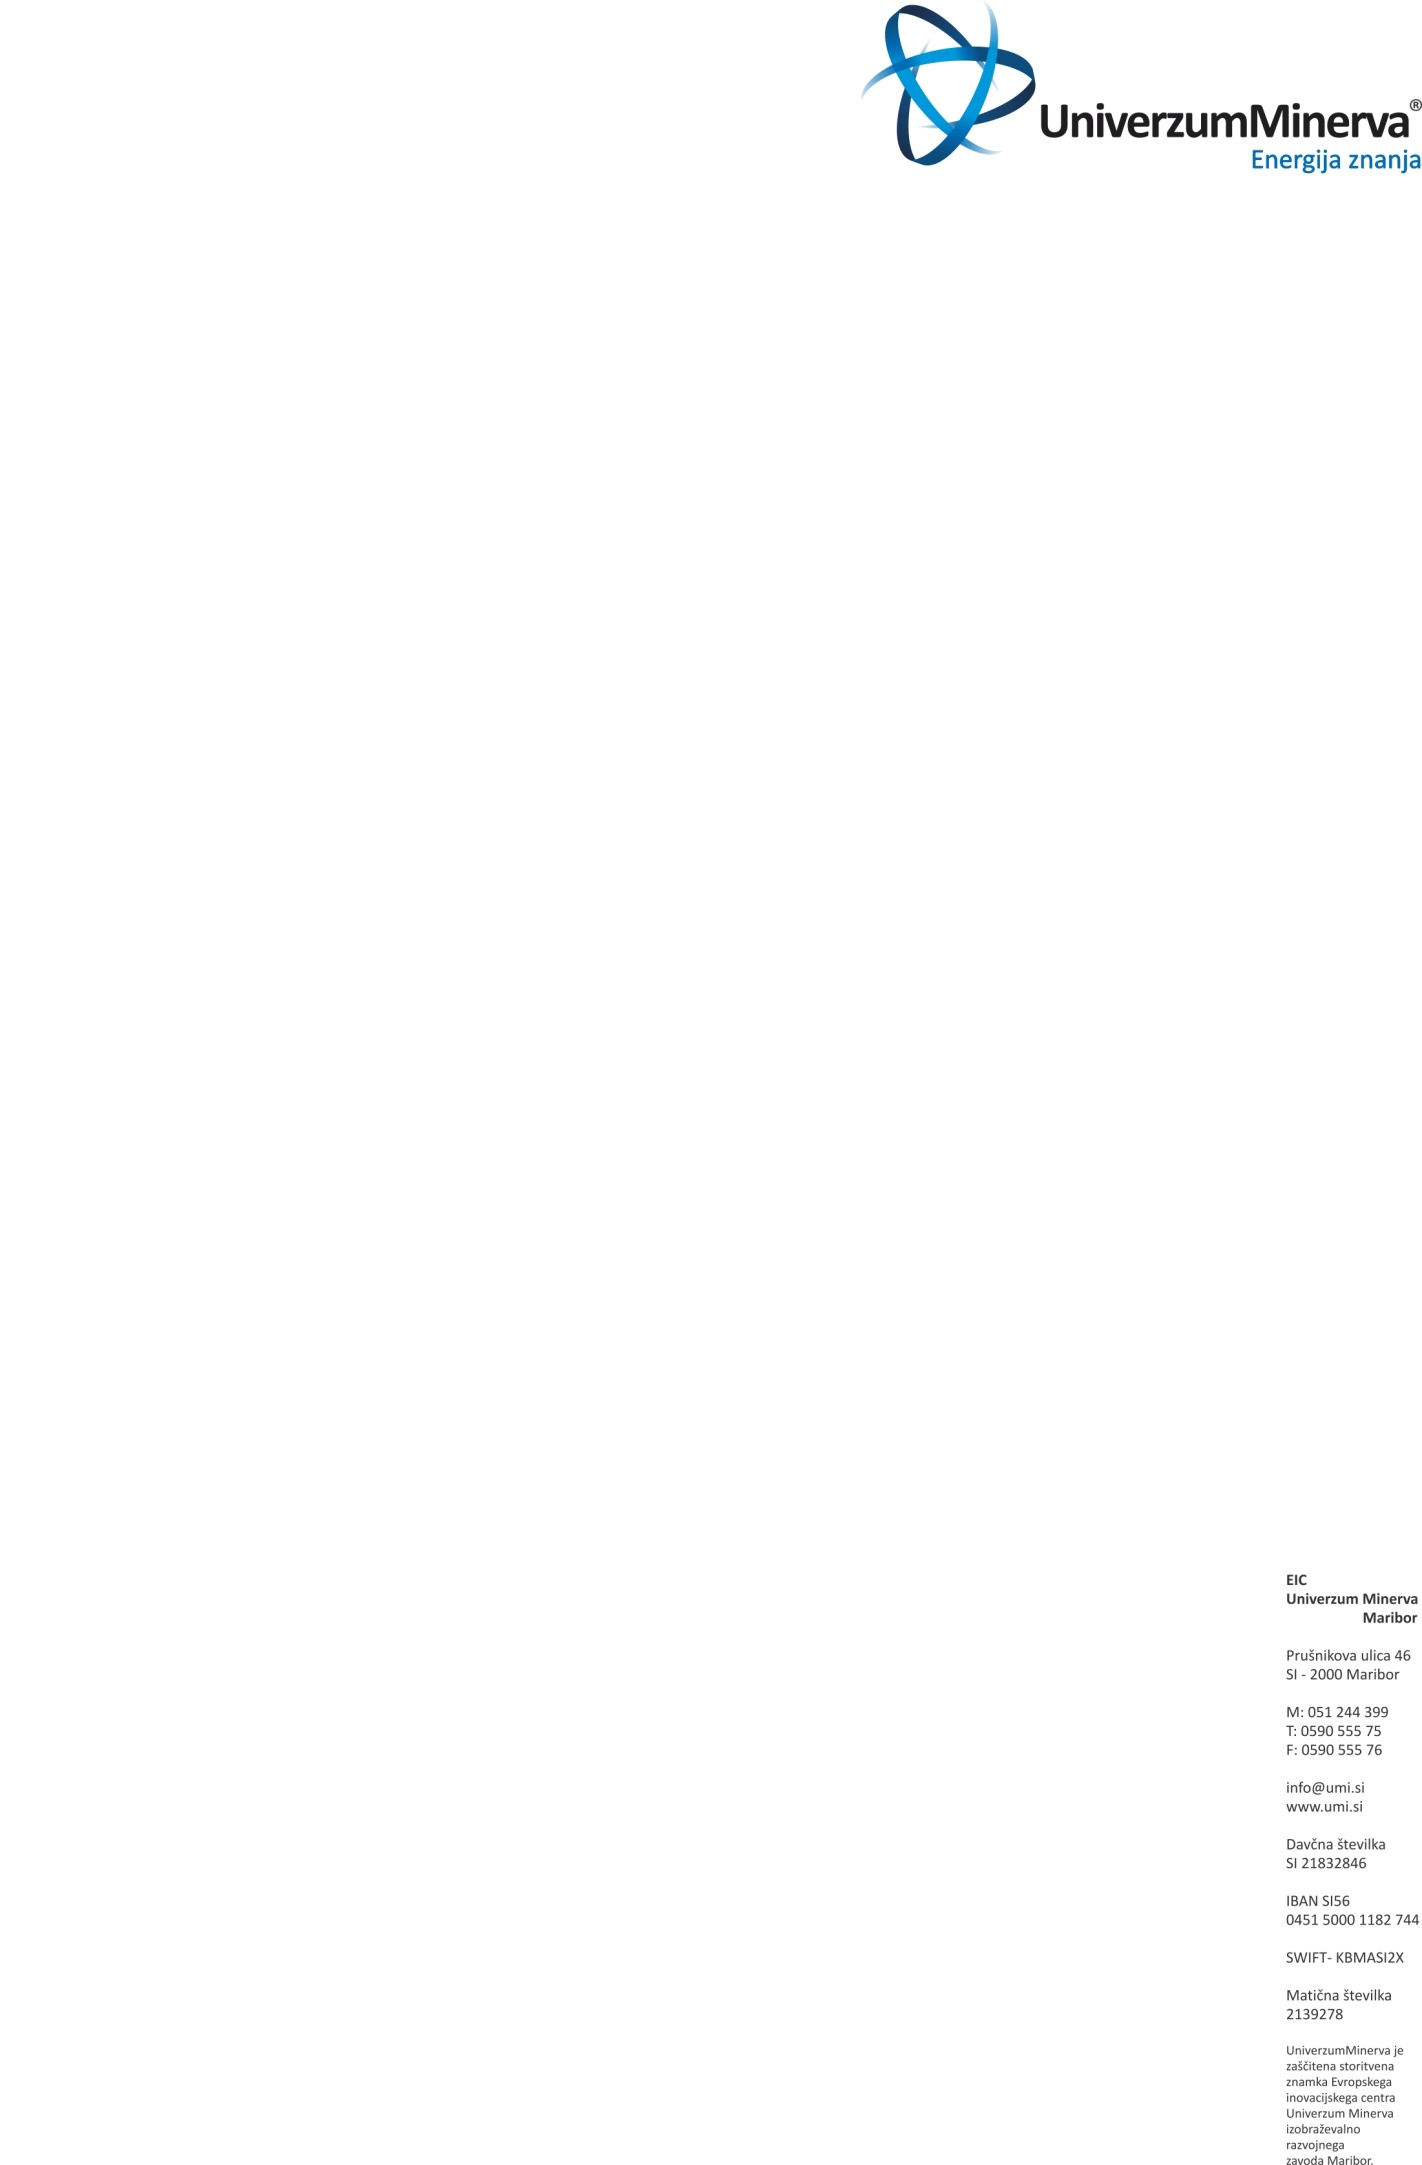 UniverzumMinerva®
Energija znanja
EIC
Univerzum Minerva
Maribor
Prušnikova ulica 46
SI - 2000 Maribor
M: 051 244 399
T: 0590 555 75
F: 0590 555 76
info@umi.si
www.umi.si
Davčna številka
SI 21832846
IBAN SI56
0451 5000 1182 744
SWIFT- KBMASI2X
Matična številka
2139278
UniverzumMinerva je
zaščitena storitvena
znamka Evropskega
inovacijskega centra
Univerzum Minerva
izobraževalno
razvojnega
zavoda Maribor.